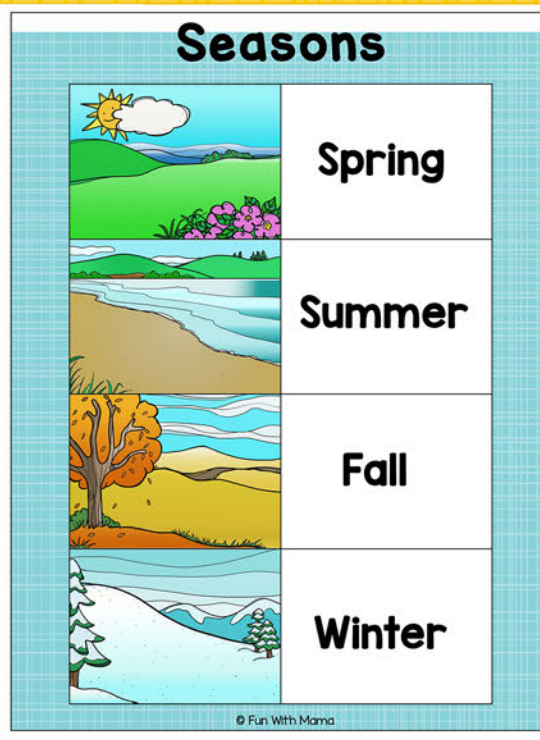 Seasons
Spring
Summer
Fall
Winter
© Fun With Mama